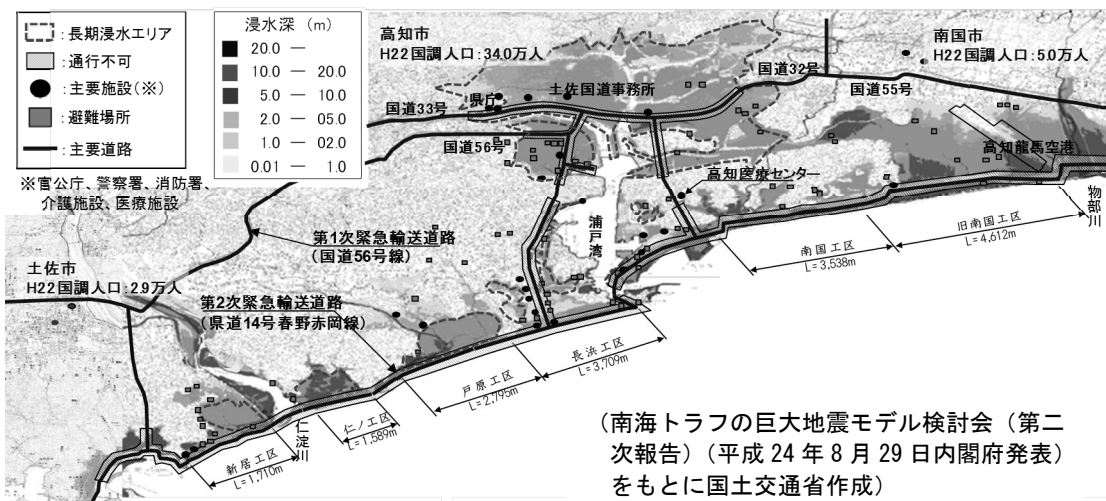 ：長期浸水エリア
：通行不可
：主要施設(※)
：避難場所
：主要道路
※官公庁、警察署、消防署、
介護施設、医療施設
浸水深 （m）
20.0 ―
10.0 ― 20.0
5.0 ― 10.0
2.0 ― 05.0
1.0 ― 02.0
0.01 ― 1.0
高知市
H22国調人口：34.0万人
南国市
H22国調人口：5.0万人
国道32号
国道55号
土佐国道事務所
県庁
国道33号
国道56号
高知龍馬空港
高知医療センター
物部川
浦戸湾
旧南国工区
L=4,612m
南国工区
L=3,538m
第1次緊急輸送道路
（国道56号線）
土佐市
H22国調人口：2.9万人
第2次緊急輸送道路
（県道14号春野赤岡線）
長浜工区
L=3,709m
戸原工区
L=2,795m
仁ノ工区
L=1,589m
仁淀川
新居工区
L=1,710m
（南海トラフの巨大地震モデル検討会（第二
次報告）（平成 24 年 8 月 29 日内閣府発表）
をもとに国土交通省作成）